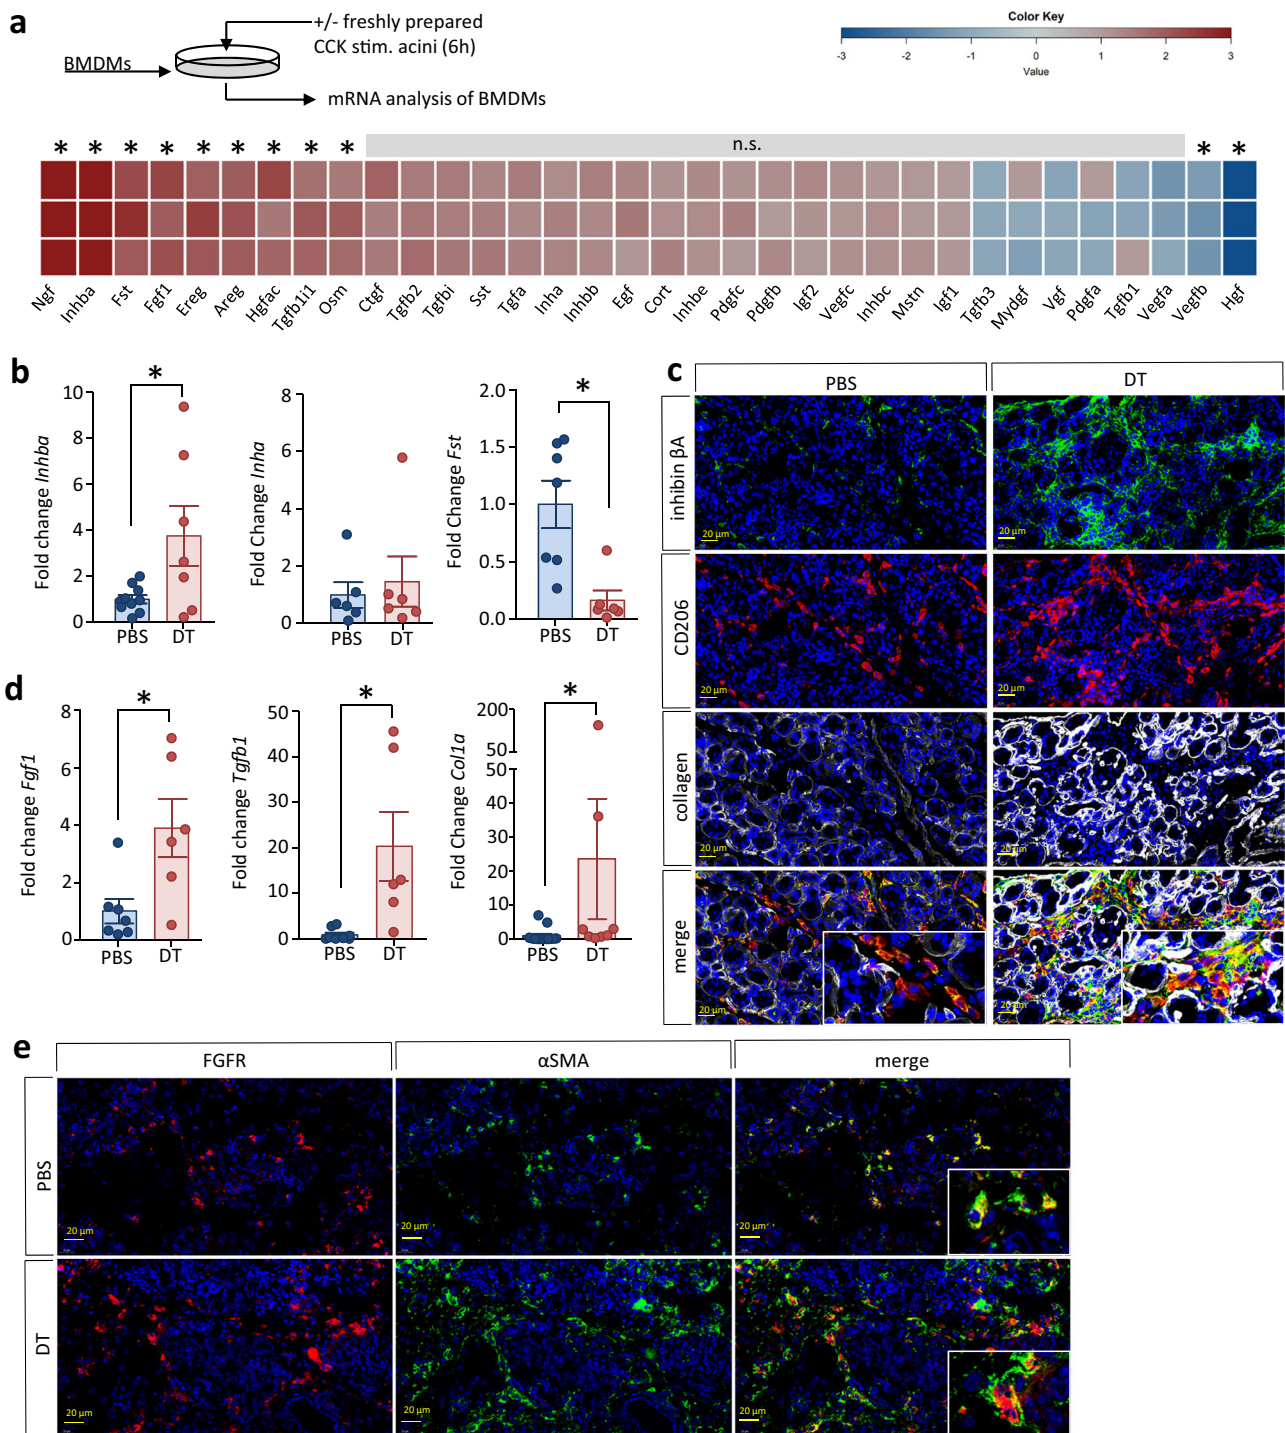 a
+/- freshly prepared
CCK stim. acini (6h)
BMDMs
mRNA analysis of BMDMs
Color Key
-3 -2 -1 0 1 2 3
Value
* * * * * * * * * n.s. * *
Ngf Inhba Fst Fgf1 Ereg Areg Hgfac Tgfb1i1 Osm Ctgf Tgfb2 Tgfbi Sst Tgfa Inha Inhbb Egf Cort Inhbe Pdgfc Pdgfb Igf2 Vegfc Inhbc Mstn Igf1 Tgfb3 Mydgf Vgf Pdgfa Tgfb1 Vegfa Vegfb Hgf
b
Fold change Inhba
10
8
6
4
2
0
*
PBS DT
Fold Change Inha
8
6
4
2
0
PBS DT
Fold Change Fst
2.0
1.5
1.0
0.5
0.0
*
PBS DT
c
PBS DT
inhibin βA
20 μm 20 μm
CD206
20 μm 20 μm
collagen
20 μm 20 μm
merge
20 μm 20 μm
d
Fold change Fgf1
8
6
4
2
0
*
PBS DT
Fold change Tgfb1
50
40
30
20
10
0
*
PBS DT
Fold Change Col1a
200
50
50
40
30
20
10
0
*
PBS DT
e
FGFR αSMA merge
PBS
20 μm 20 μm 20 μm
DT
20 μm 20 μm 20 μm